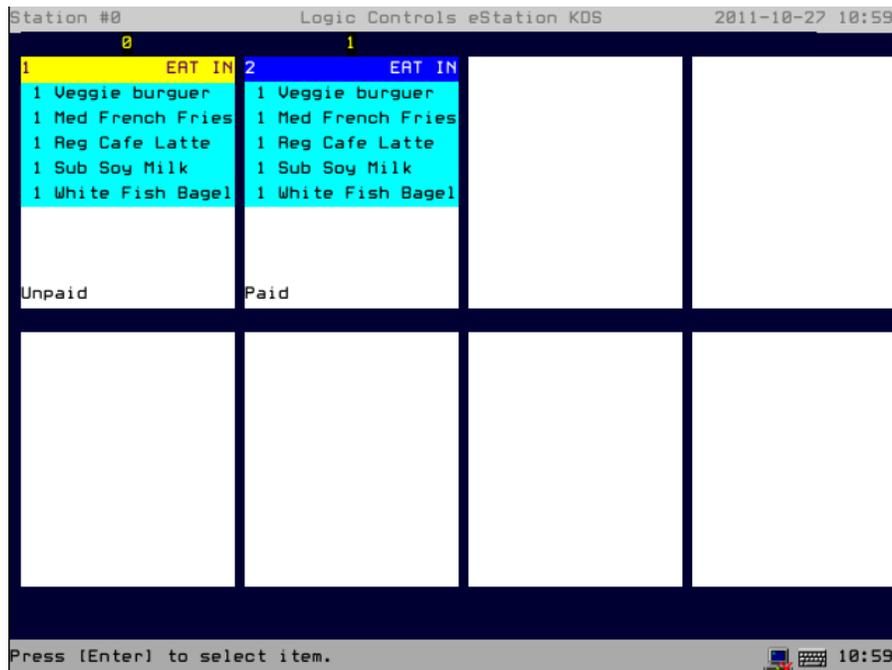 Station #0 Logic Controls eStation KDS 2011-10-27 10:59
0 1
1 EAT IN 2 EAT IN
1 Veggie burguer 1 Veggie burguer
1 Med French Fries 1 Med French Fries
1 Reg Cafe Latte 1 Reg Cafe Latte
1 Sub Soy Milk 1 Sub Soy Milk
1 White Fish Bagel 1 White Fish Bagel
Unpaid Paid
Press [Enter] to select item. 10:59